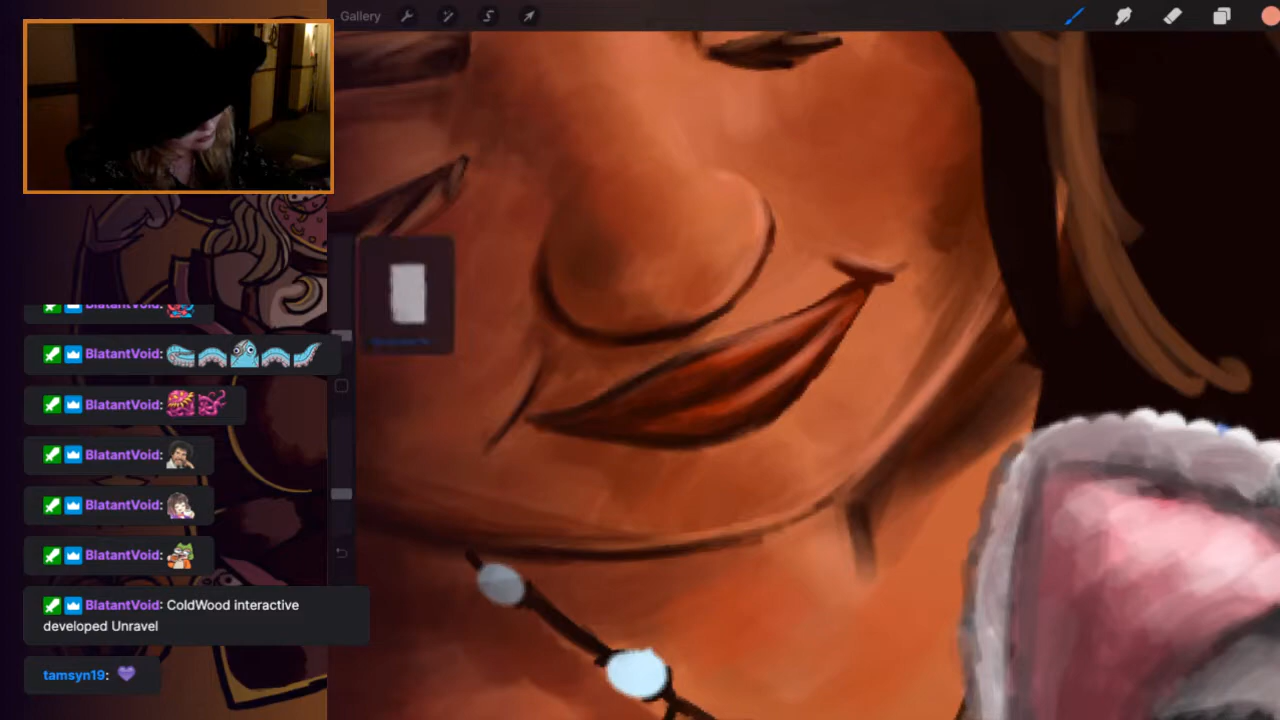 Gallery
BlatantVoid:
BlatantVoid:
BlatantVoid:
BlatantVoid:
BlatantVoid:
BlatantVoid:
BlatantVoid: ColdWood interactive
developed Unravel
tamsyn19: